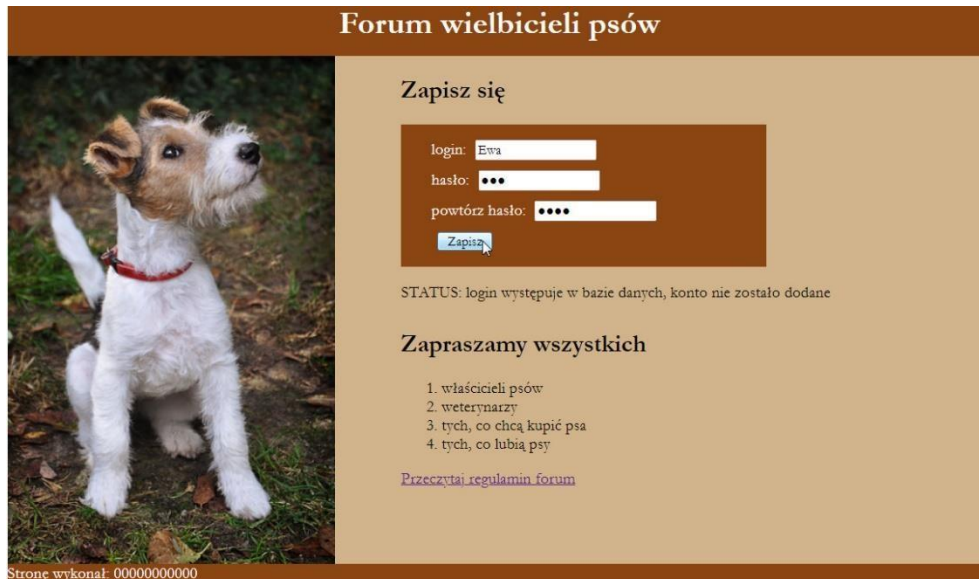 Forum wielbicieli psów
Zapisz się
login: Ewa
hasło: •••
powtórz hasło: ••••
Zapisz
STATUS: login występuje w bazie danych, konto nie zostało dodane
Zapraszamy wszystkich
1. właścicieli psów
2. weterynarzy
3. tych, co chcą kupić psa
4. tych, co lubią psy
Przeczytaj regulamin forum
Stronę wykonał: 00000000000